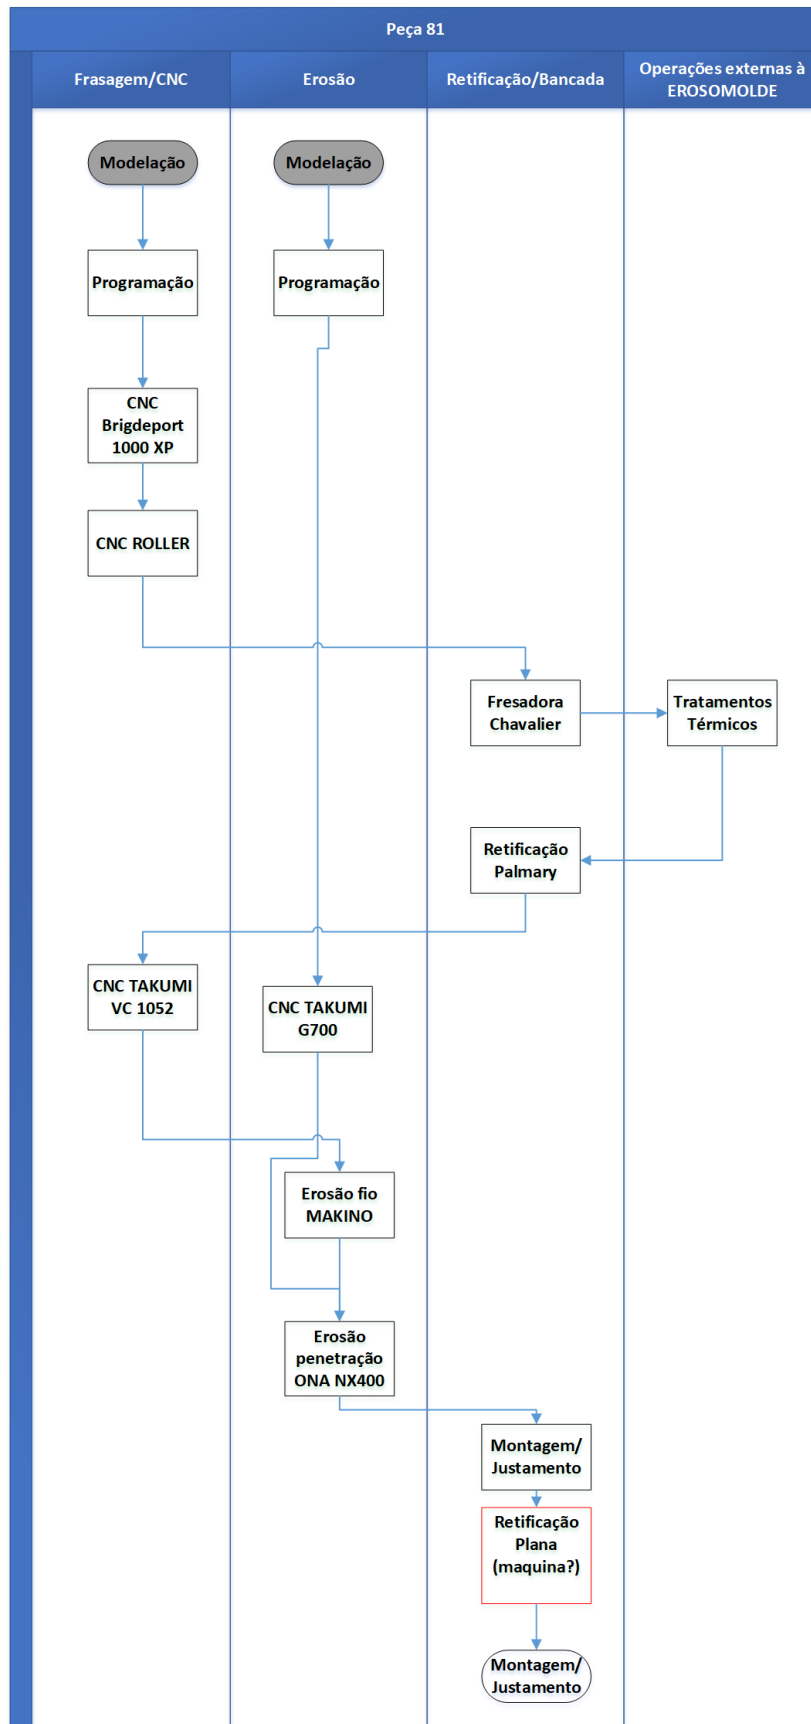 Peça 81
Frasagem/CNC
Erosão
Retificação/Bancada
Operações externas à
EROSOMOLDE
Modelação
Modelação
Programação
Programação
CNC
Brigdeport
1000 XP
CNC ROLLER
Fresadora
Chavalier
Tratamentos
Térmicos
Retificação
Palmary
CNC TAKUMI
VC 1052
CNC TAKUMI
G700
Erosão fio
MAKINO
Erosão
penetração
ONA NX400
Montagem/
Justamento
Retificação
Plana
(maquina?)
Montagem/
Justamento